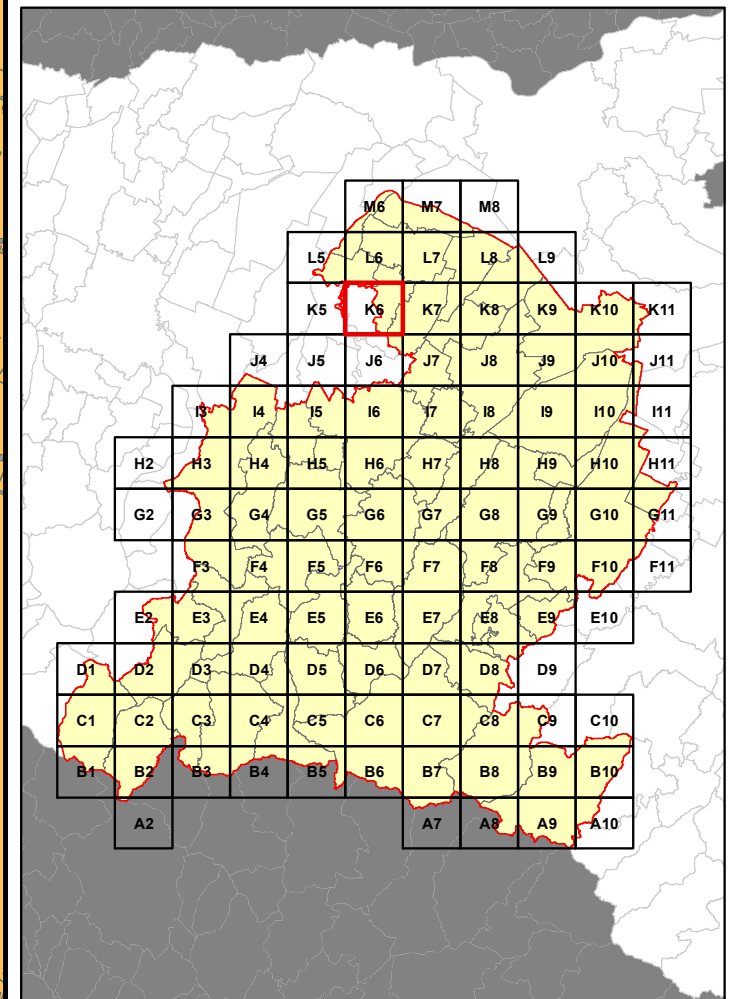 M6 M7 M8
L5 L6 L7 L8 L9
K5 K6 K7 K8 K9 K10 K11
J4 J5 J6 J7 J8 J9 J10 J11
I3 I4 I5 I6 I7 I8 I9 I10 I11
H2 H3 H4 H5 H6 H7 H8 H9 H10 H11
G2 G3 G4 G5 G6 G7 G8 G9 G10 G11
F3 F4 F5 F6 F7 F8 F9 F10 F11
E2 E3 E4 E5 E6 E7 E8 E9 E10
D1 D2 D3 D4 D5 D6 D7 D8 D9
C1 C2 C3 C4 C5 C6 C7 C8 C9 C10
B1 B2 B3 B4 B5 B6 B7 B8 B9 B10
A2 A7 A8 A9 A10